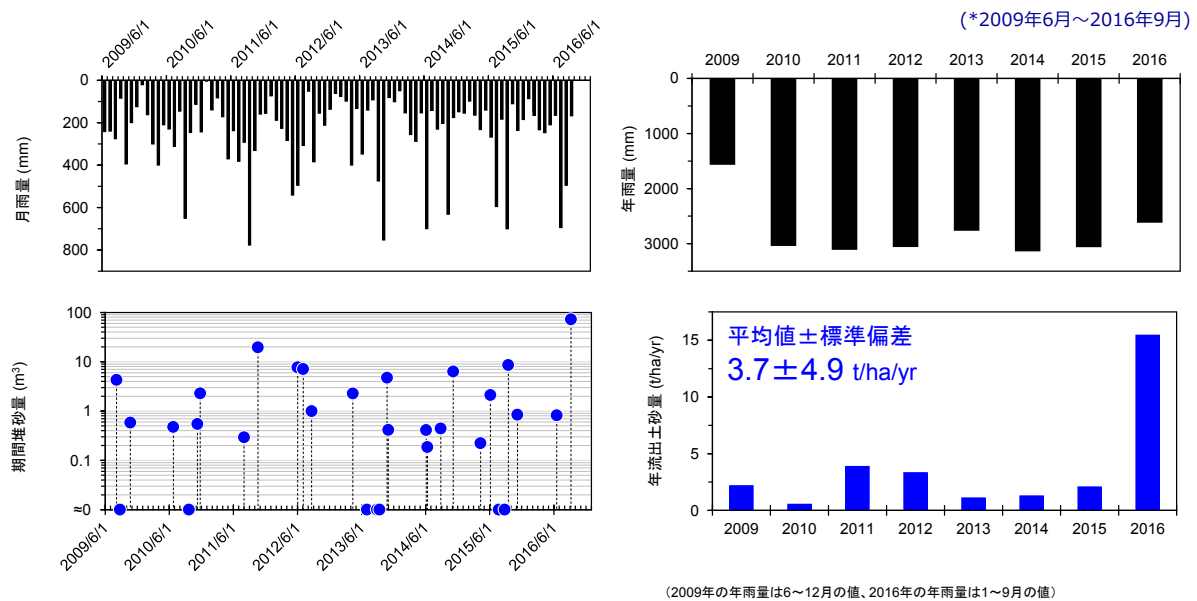 (*2009年6月～2016年9月)
2009/6/1 2010/6/1 2011/6/1 2012/6/1 2013/6/1 2014/6/1 2015/6/1 2016/6/1
0
200
400
600
800
月雨量 (mm)
2009 2010 2011 2012 2013 2014 2015 2016
0
1000
2000
3000
年雨量 (mm)
100
10
1
0.1
≈0
期間堆砂量 (m³)
2009/6/1 2010/6/1 2011/6/1 2012/6/1 2013/6/1 2014/6/1 2015/6/1 2016/6/1
平均値±標準偏差
3.7±4.9 t/ha/yr
15
10
5
0
年流出土砂量 (t/ha/yr)
2009 2010 2011 2012 2013 2014 2015 2016
（2009年の年雨量は6～12月の値、2016年の年雨量は1～9月の値）